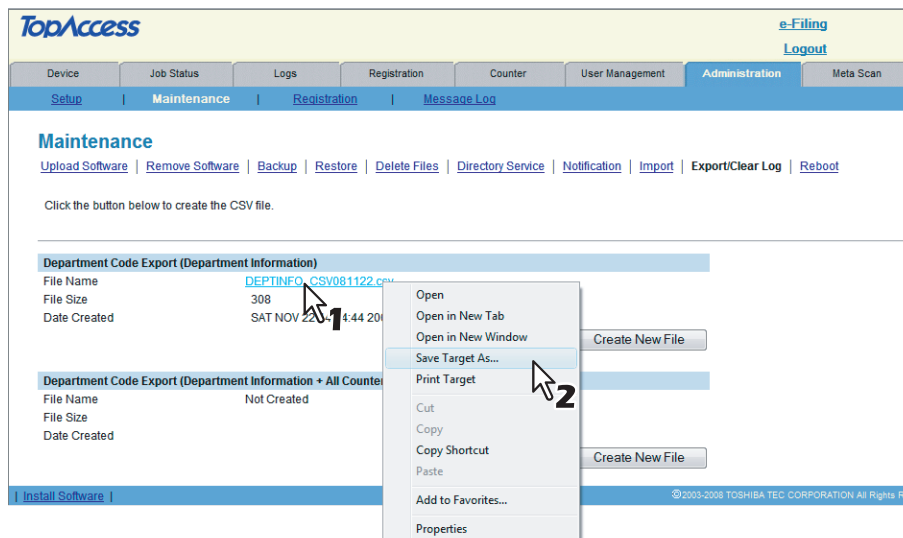 TopAccess
e-Filing
Logout
Device Job Status Logs Registration Counter User Management Administration Meta Scan
Setup | Maintenance | Registration | Message Log
Maintenance
Upload Software | Remove Software | Backup | Restore | Delete Files | Directory Service | Notification | Import | Export/Clear Log | Reboot
Click the button below to create the CSV file.
Department Code Export (Department Information)
File Name DEPTINFO_CSV081122.csv
File Size 308
Date Created SAT NOV 22 4:44
1
Create New File
Department Code Export (Department Information + All Counter
File Name Not Created
File Size
Date Created
Create New File
Open
Open in New Tab
Open in New Window
Save Target As...
Print Target
2
Cut
Copy
Copy Shortcut
Paste
Add to Favorites...
Properties
| Install Software |
©2003-2008 TOSHIBA TEC CORPORATION All Rights